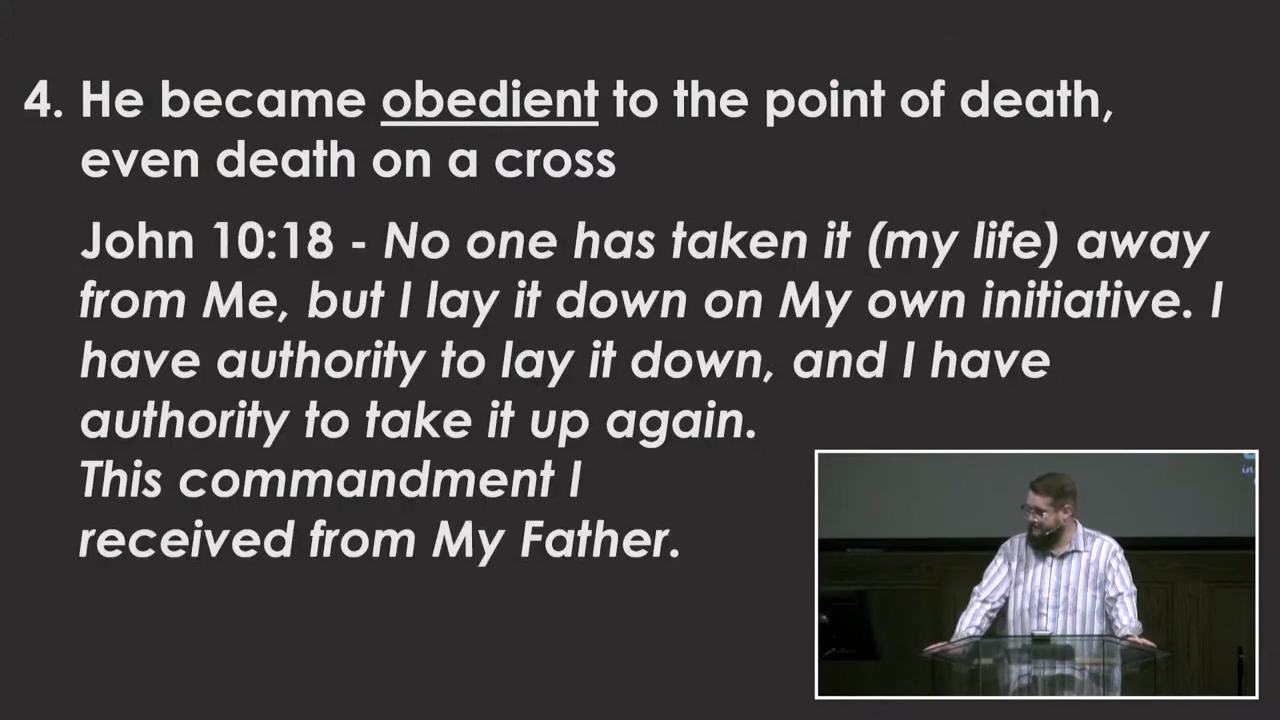 4. He became obedient to the point of death,
even death on a cross
John 10:18 - No one has taken it (my life) away
from Me, but I lay it down on My own initiative. I
have authority to lay it down, and I have
authority to take it up again.
This commandment I
received from My Father.
in